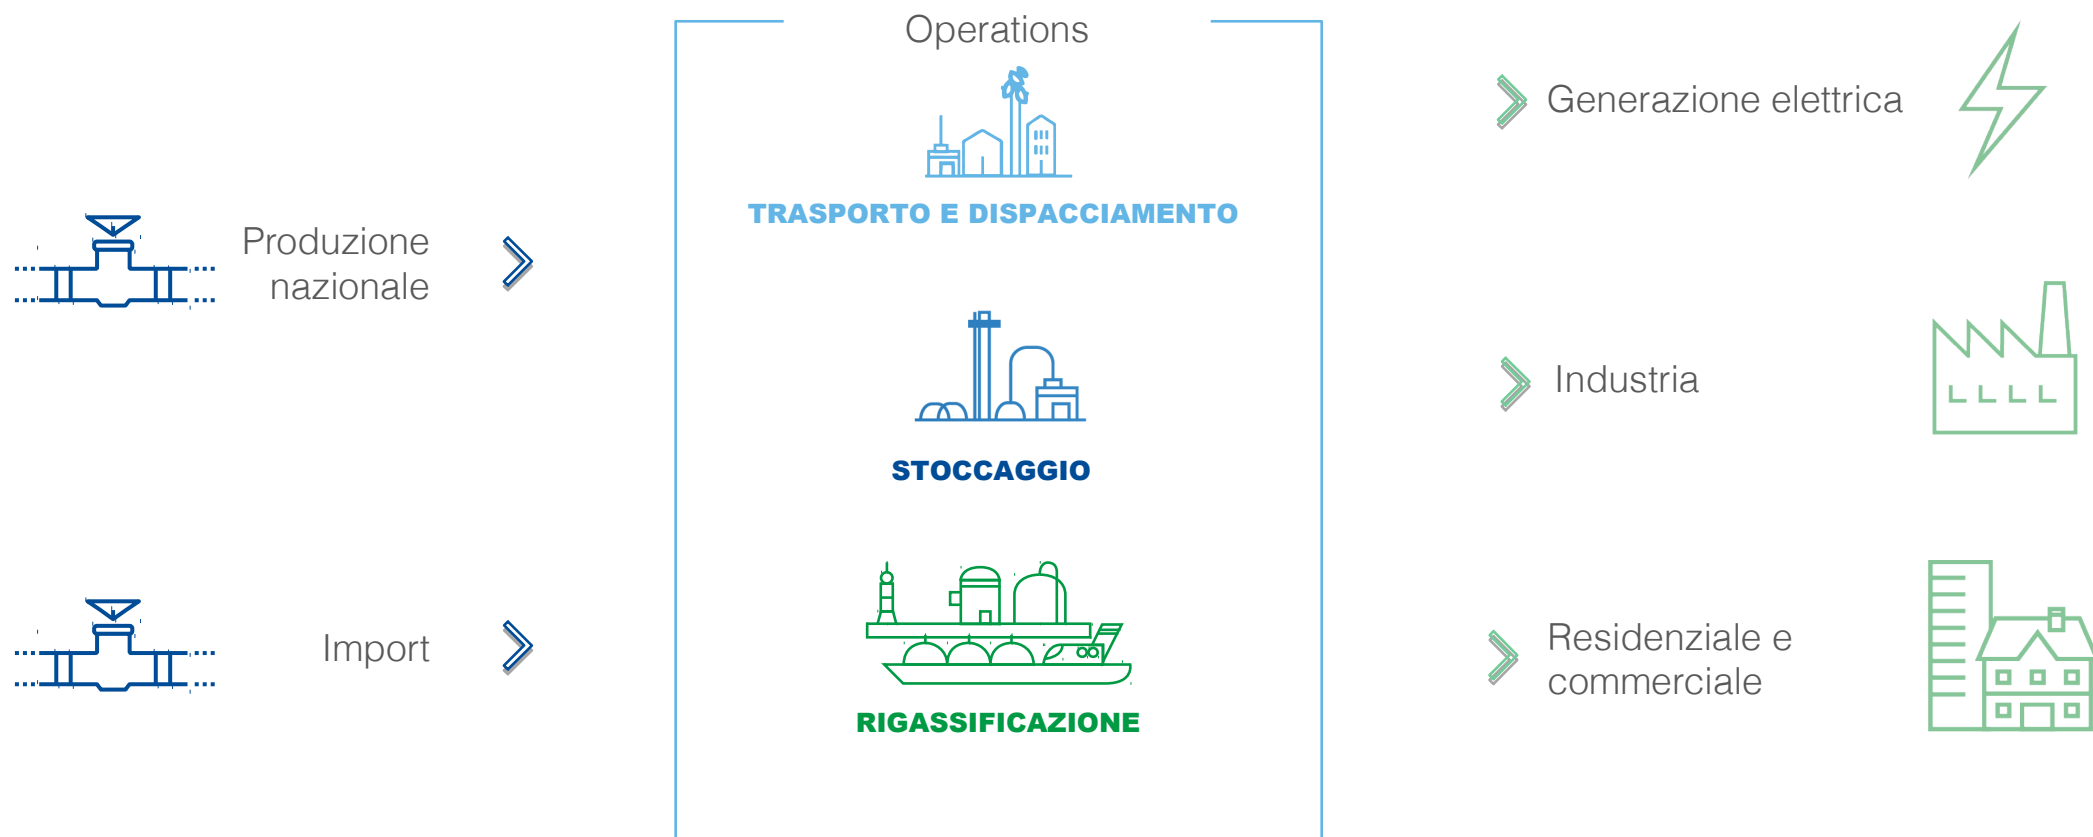 Operations
TRASPORTO E DISPACCIAMENTO
STOCCAGGIO
RIGASSIFICAZIONE
Produzione
nazionale
Import
Generazione elettrica
Industria
Residenziale e
commerciale